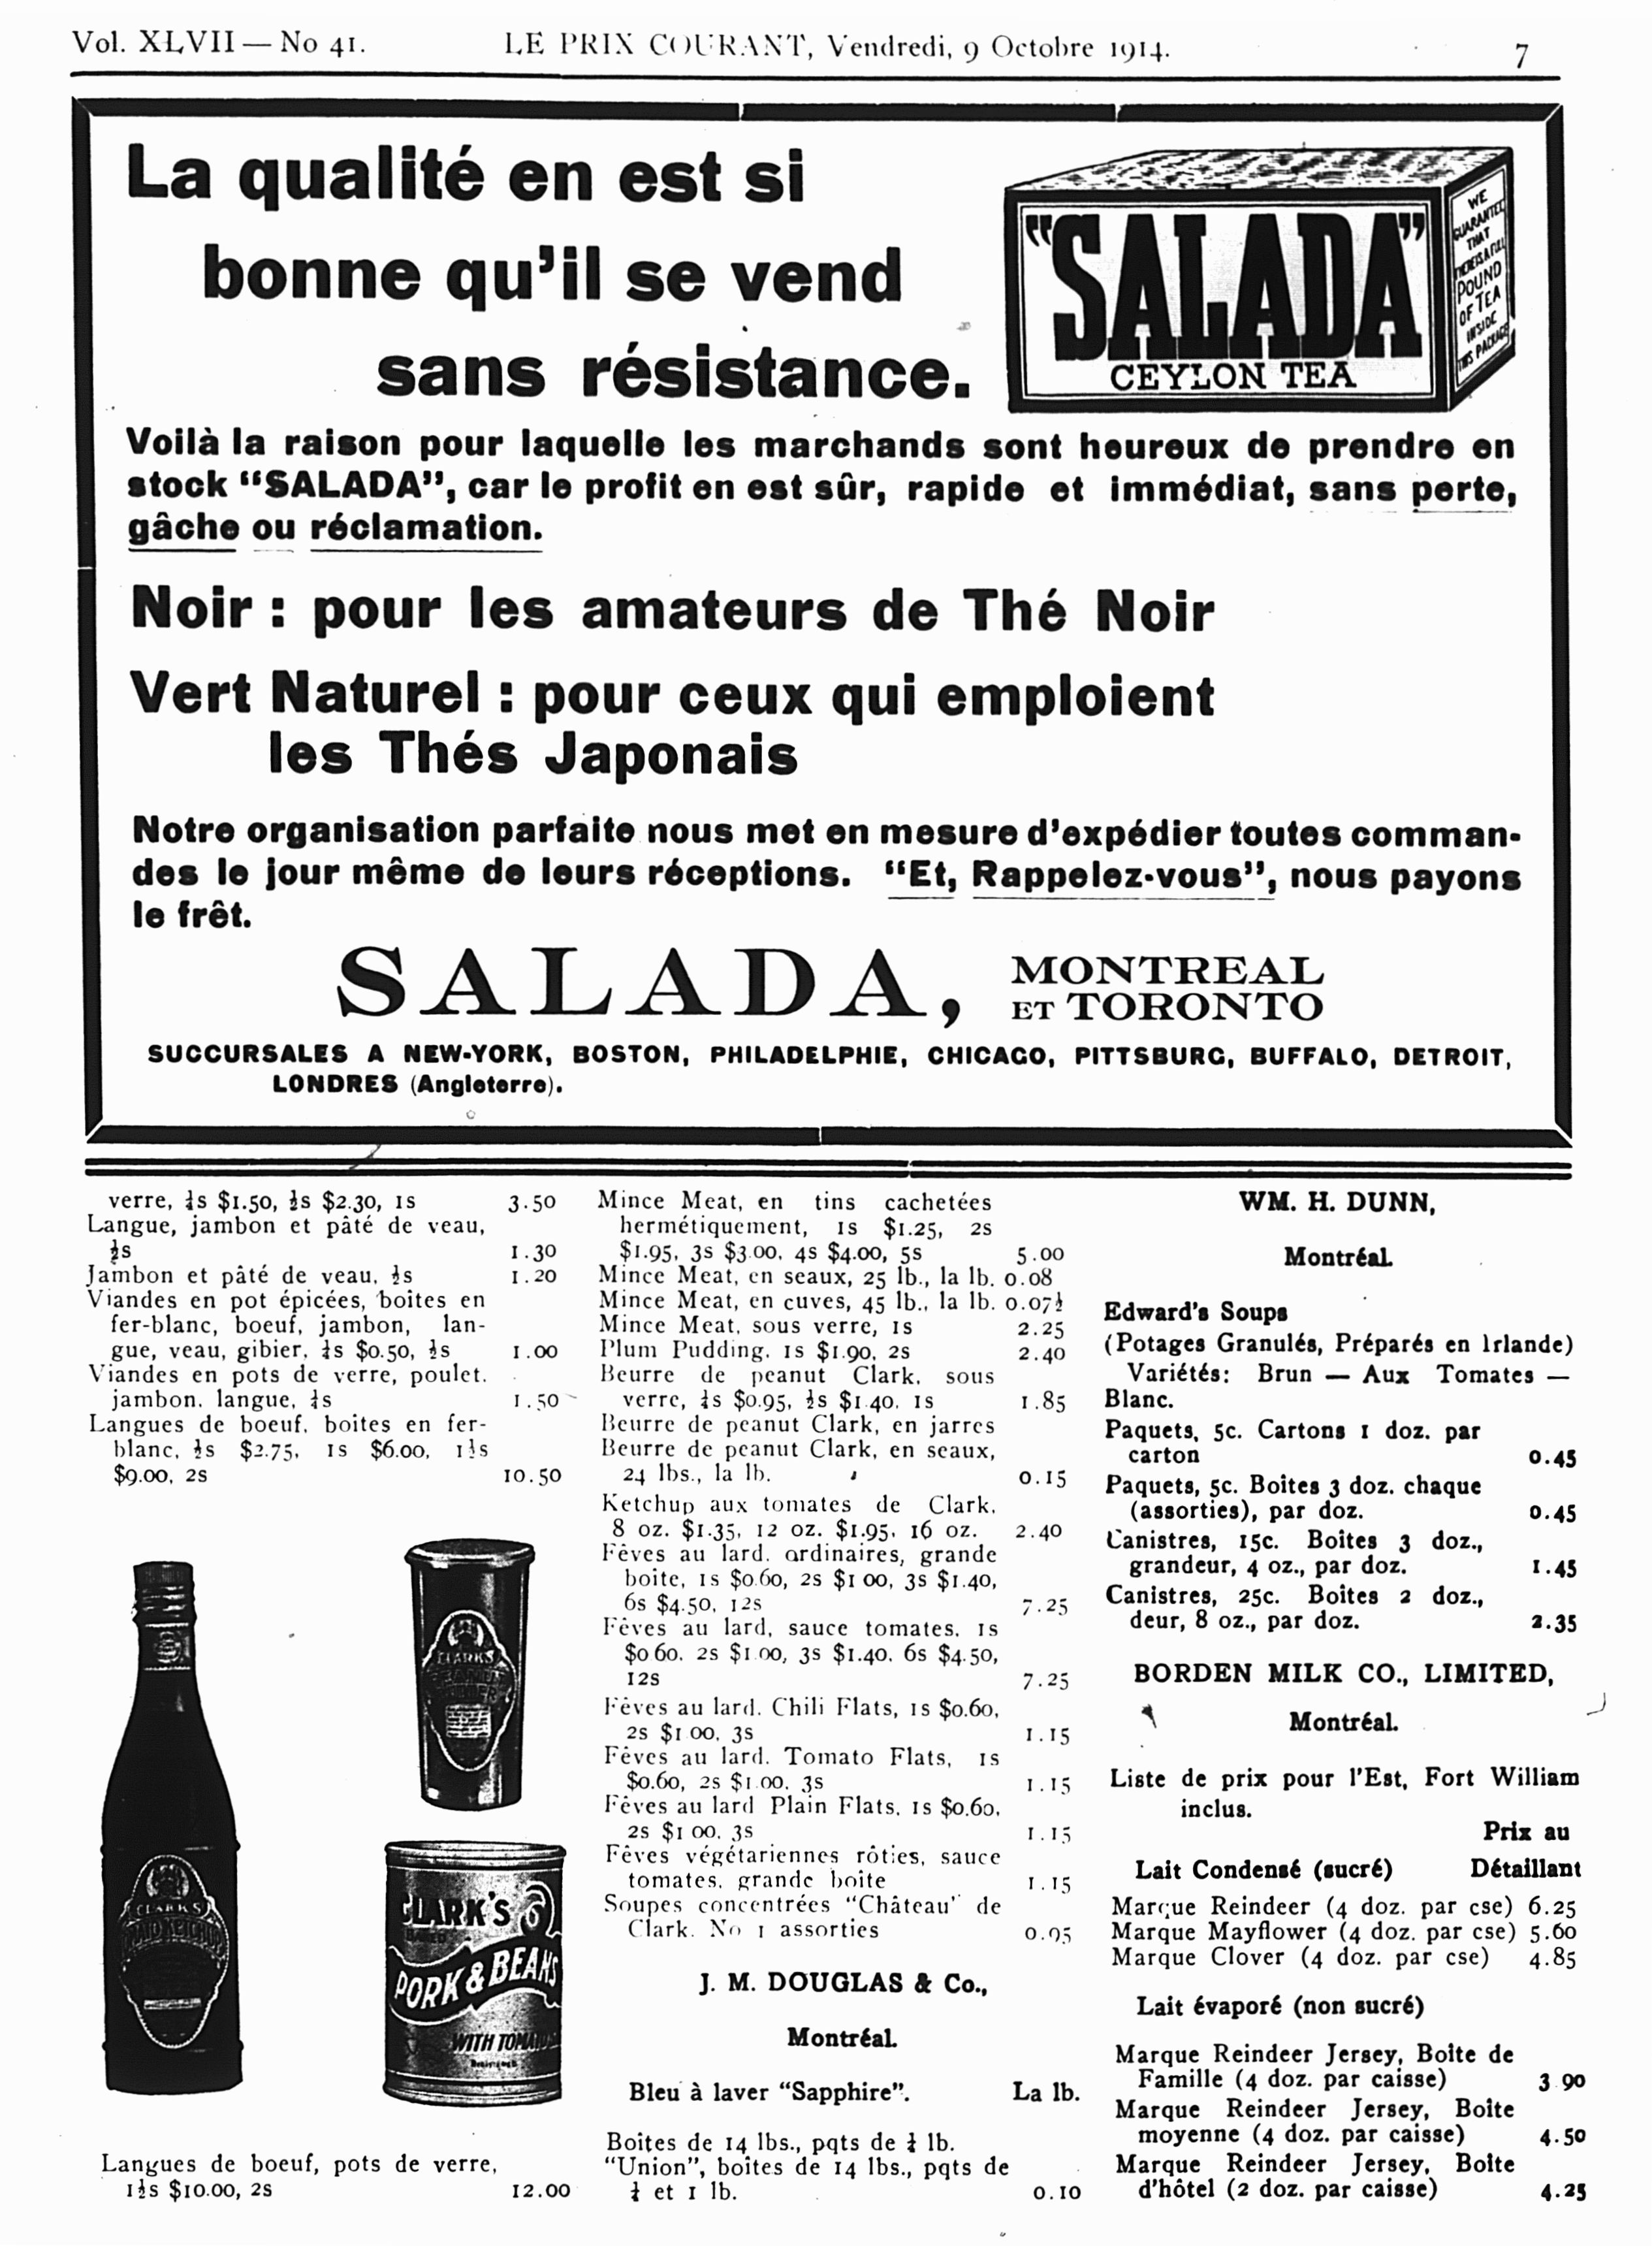 Vol. XLVII — No 41.
LE PRIX COURANT, Vendredi, 9 Octobre 1914.
7
La qualité en est si
bonne qu'il se vend
sans résistance.
"SALADA"
CEYLON TEA
WE
GUARANTEE
THAT
THERE IS A FULL
POUND
OF TEA
INSIDE
THIS PACKAGE
Voilà la raison pour laquelle les marchands sont heureux de prendre en
stock "SALADA", car le profit en est sûr, rapide et immédiat, sans perte,
gâche ou réclamation.
Noir : pour les amateurs de Thé Noir
Vert Naturel : pour ceux qui emploient
les Thés Japonais
Notre organisation parfaite nous met en mesure d'expédier toutes comman-
des le jour même de leurs réceptions. "Et, Rappelez-vous", nous payons
le frêt.
SALADA,
MONTREAL
ET TORONTO
SUCCURSALES A NEW-YORK, BOSTON, PHILADELPHIE, CHICAGO, PITTSBURG, BUFFALO, DETROIT,
LONDRES (Angleterre).
verre, ¼s $1.50, ½s $2.30, 1s 3.50
Langue, jambon et pâté de veau,
½s 1.30
Jambon et pâté de veau, ½s 1.20
Viandes en pot épicées, boites en
fer-blanc, boeuf, jambon, lan-
gue, veau, gibier, ¼s $0.50, ½s 1.00
Viandes en pots de verre, poulet,
jambon, langue, ¼s 1.50
Langues de boeuf, boites en fer-
blanc, ½s $2.75, 1s $6.00, 1½s
$9.00, 2s 10.50
CLARK'S
CLARK'S
CLARK'S
PORK & BEANS
WITH TOMATO
Langues de boeuf, pots de verre,
1½s $10.00, 2s 12.00
Mince Meat, en tins cachetées
hermétiquement, 1s $1.25, 2s
$1.95, 3s $3.00, 4s $4.00, 5s 5.00
Mince Meat, en seaux, 25 lb., la lb. 0.08
Mince Meat, en cuves, 45 lb., la lb. 0.07½
Mince Meat, sous verre, 1s 2.25
Plum Pudding, 1s $1.90, 2s 2.40
Beurre de peanut Clark, sous
verre, ¼s $0.95, ½s $1.40, 1s 1.85
Beurre de peanut Clark, en jarres
Beurre de peanut Clark, en seaux,
24 lbs., la lb. 0.15
Ketchup aux tomates de Clark,
8 oz. $1.35, 12 oz. $1.95, 16 oz. 2.40
Fêves au lard, ordinaires, grande
boite, 1s $0.60, 2s $1.00, 3s $1.40,
6s $4.50, 12s 7.25
Fêves au lard, sauce tomates, 1s
$0.60, 2s $1.00, 3s $1.40, 6s $4.50,
12s 7.25
Fêves au lard, Chili Flats, 1s $0.60,
2s $1.00, 3s 1.15
Fêves au lard, Tomato Flats, 1s
$0.60, 2s $1.00, 3s 1.15
Fêves au lard Plain Flats, 1s $0.60,
2s $1.00, 3s 1.15
Fêves végétariennes rôties, sauce
tomates, grande boîte 1.15
Soupes concentrées "Château" de
Clark. No 1 assorties 0.95
J. M. DOUGLAS & Co.,
Montréal.
Bleu à laver "Sapphire". La lb.
Boites de 14 lbs., pqts de ¼ lb.
"Union", boites de 14 lbs., pqts de
¼ et 1 lb. 0.10
WM. H. DUNN,
Montréal.
Edward's Soups
(Potages Granulés, Préparés en Irlande)
Variétés: Brun — Aux Tomates —
Blanc.
Paquets, 5c. Cartons 1 doz. par
carton 0.45
Paquets, 5c. Boites 3 doz. chaque
(assorties), par doz. 0.45
Canistres, 15c. Boites 3 doz.,
grandeur, 4 oz., par doz. 1.45
Canistres, 25c. Boites 2 doz.,
deur, 8 oz., par doz. 2.35
BORDEN MILK CO., LIMITED,
Montréal.
Liste de prix pour l'Est, Fort William
inclus.
Prix au
Lait Condensé (sucré) Détaillant
Marque Reindeer (4 doz. par cse) 6.25
Marque Mayflower (4 doz. par cse) 5.60
Marque Clover (4 doz. par cse) 4.85
Lait évaporé (non sucré)
Marque Reindeer Jersey, Boite de
Famille (4 doz. par caisse) 3.90
Marque Reindeer Jersey, Boîte
moyenne (4 doz. par caisse) 4.50
Marque Reindeer Jersey, Boîte
d'hôtel (2 doz. par caisse) 4.25